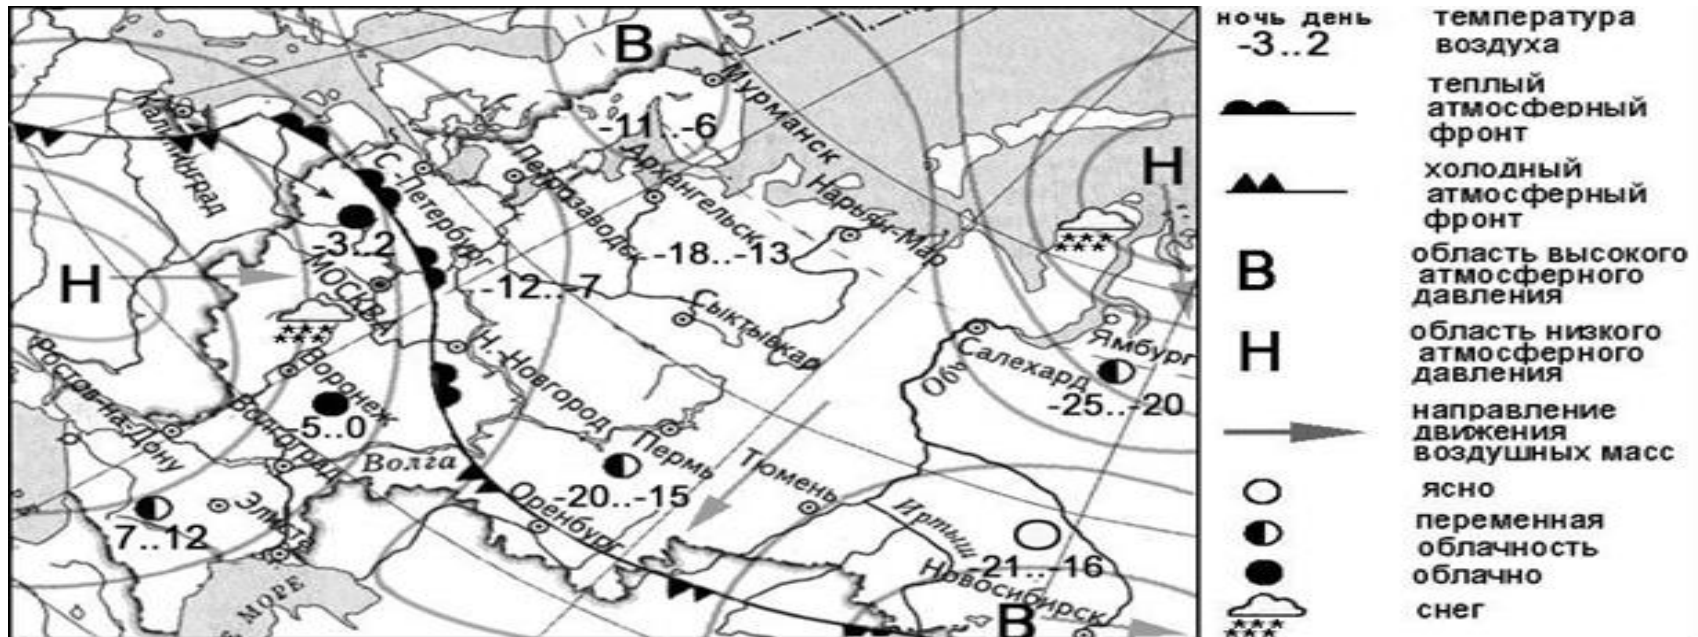 В
Мурманск
Калининград
-11..-6
С.-Петербург
Петрозаводск
Архангельск
Нарьян-Мар
Н
-3..2
-18..-13
Н
МОСКВА
-12..-7
Сыктывкар
Ростов-на-Дону
Воронеж
Н.-Новгород
Салехард
Ямбург
Обь
-25..-20
Волгоград
-5..0
Волга
Пермь
Тюмень
-20..-15
Оренбург
Иртыш
7..12
Элиста
-21..-16
Новосибирск
МОРЕ
В
ночь день
-3..2
температура
воздуха
теплый
атмосферный
фронт
холодный
атмосферный
фронт
В
область высокого
атмосферного
давления
Н
область низкого
атмосферного
давления
направление
движения
воздушных масс
ясно
переменная
облачность
облачно
снег